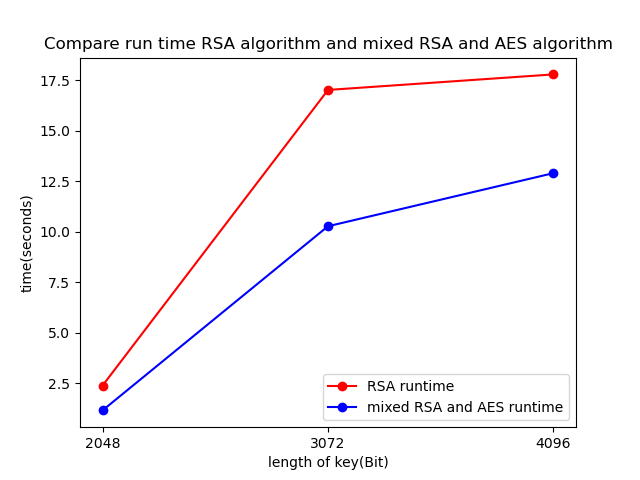 Compare run time RSA algorithm and mixed RSA and AES algorithm
17.5
15.0
12.5
10.0
7.5
5.0
2.5
time(seconds)
RSA runtime
mixed RSA and AES runtime
2048
3072
4096
length of key(Bit)